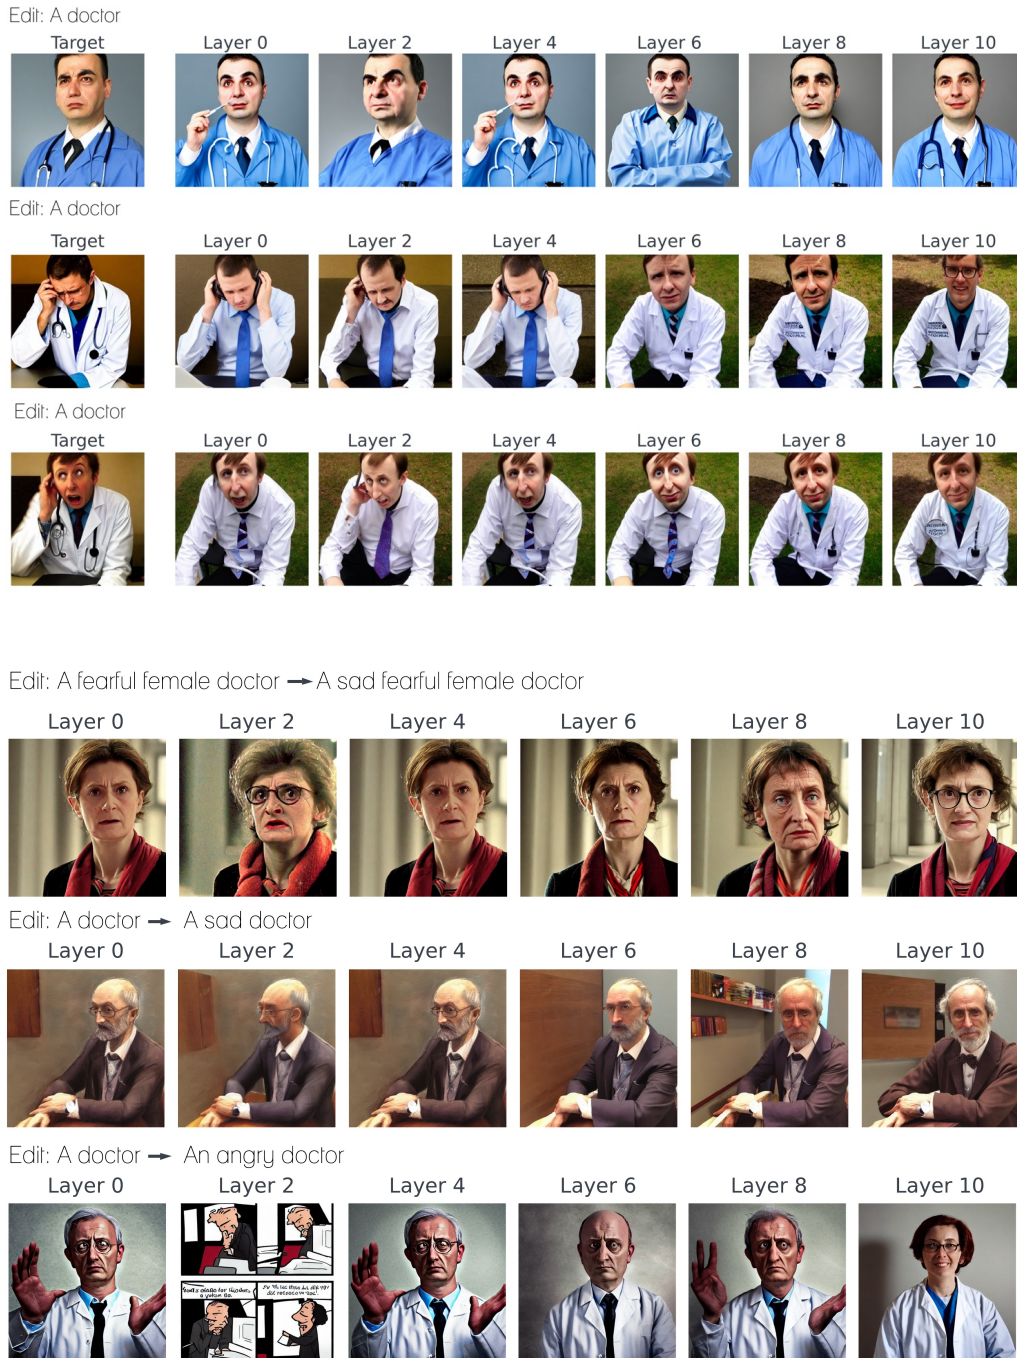 Edit: A doctor
Target Layer 0 Layer 2 Layer 4 Layer 6 Layer 8 Layer 10
Edit: A doctor
Target Layer 0 Layer 2 Layer 4 Layer 6 Layer 8 Layer 10
Edit: A doctor
Target Layer 0 Layer 2 Layer 4 Layer 6 Layer 8 Layer 10
Edit: A fearful female doctor → A sad fearful female doctor
Layer 0 Layer 2 Layer 4 Layer 6 Layer 8 Layer 10
Edit: A doctor → A sad doctor
Layer 0 Layer 2 Layer 4 Layer 6 Layer 8 Layer 10
Edit: A doctor → An angry doctor
Layer 0 Layer 2 Layer 4 Layer 6 Layer 8 Layer 10